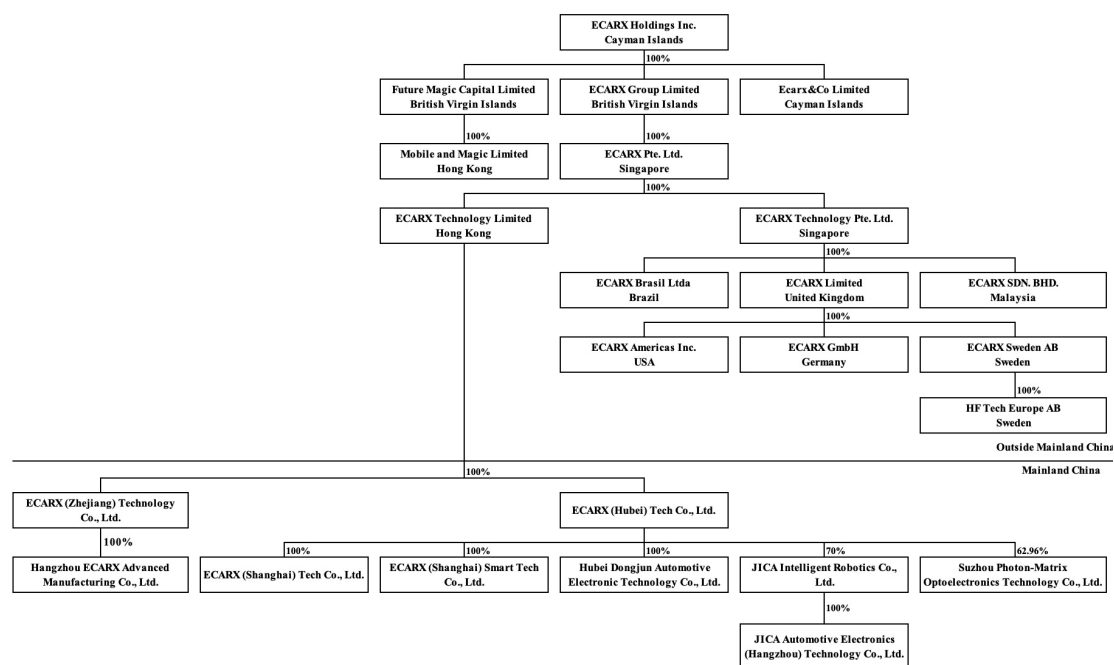 ECARX Holdings Inc.
Cayman Islands
100%
Future Magic Capital Limited
British Virgin Islands
ECARX Group Limited
British Virgin Islands
Ecarx&Co Limited
Cayman Islands
100%
100%
Mobile and Magic Limited
Hong Kong
ECARX Pte. Ltd.
Singapore
100%
ECARX Technology Limited
Hong Kong
ECARX Technology Pte. Ltd.
Singapore
100%
ECARX Brasil Ltda
Brazil
ECARX Limited
United Kingdom
ECARX SDN. BHD.
Malaysia
100%
ECARX Americas Inc.
USA
ECARX GmbH
Germany
ECARX Sweden AB
Sweden
100%
HF Tech Europe AB
Sweden
Outside Mainland China
Mainland China
100%
ECARX (Zhejiang) Technology
Co., Ltd.
ECARX (Hubei) Tech Co., Ltd.
100%
100%
100%
100%
70%
62.96%
Hangzhou ECARX Advanced
Manufacturing Co., Ltd.
ECARX (Shanghai) Tech Co., Ltd.
ECARX (Shanghai) Smart Tech
Co., Ltd.
Hubei Dongjun Automotive
Electronic Technology Co., Ltd.
JICA Intelligent Robotics Co.,
Ltd.
Suzhou Photon-Matrix
Optoelectronics Technology Co., Ltd.
100%
JICA Automotive Electronics
(Hangzhou) Technology Co., Ltd.